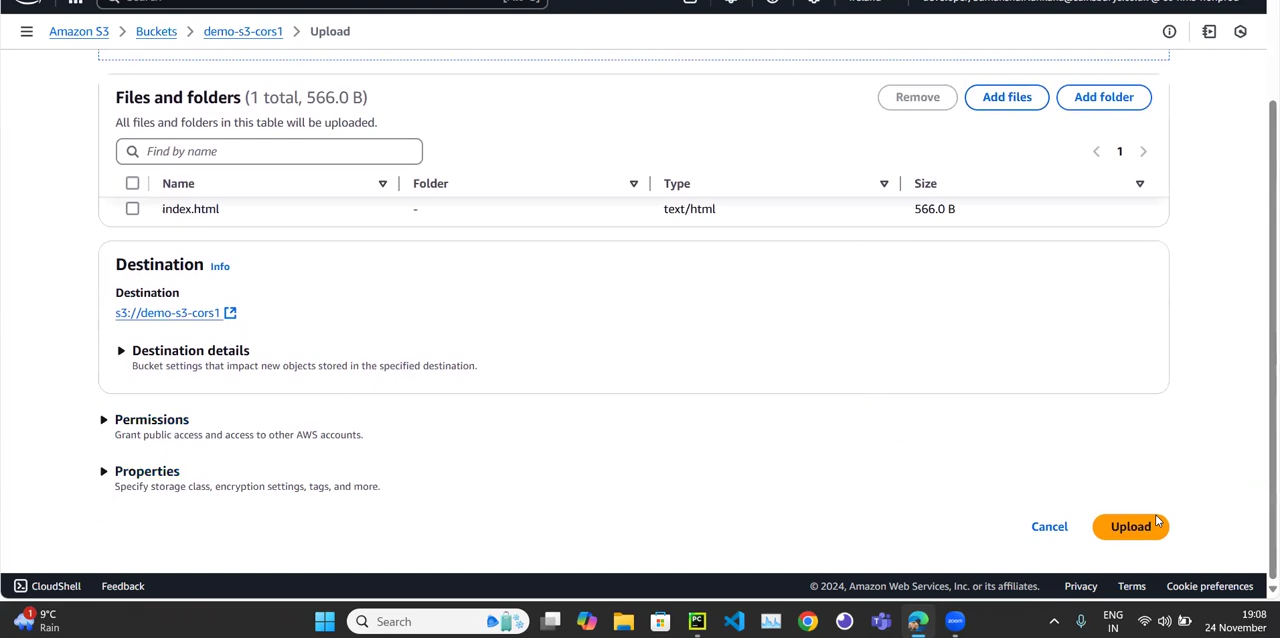 Amazon S3 > Buckets > demo-s3-cors1 > Upload
Files and folders (1 total, 566.0 B)
Remove Add files Add folder
All files and folders in this table will be uploaded.
Find by name
1
Name Folder Type Size
index.html - text/html 566.0 B
Destination Info
Destination
s3://demo-s3-cors1
Destination details
Bucket settings that impact new objects stored in the specified destination.
Permissions
Grant public access and access to other AWS accounts.
Properties
Specify storage class, encryption settings, tags, and more.
Cancel Upload
CloudShell Feedback © 2024, Amazon Web Services, Inc. or its affiliates. Privacy Terms Cookie preferences
1 9°C
Rain
Search
PC
zoom
ENG
IN
19:08
24 November